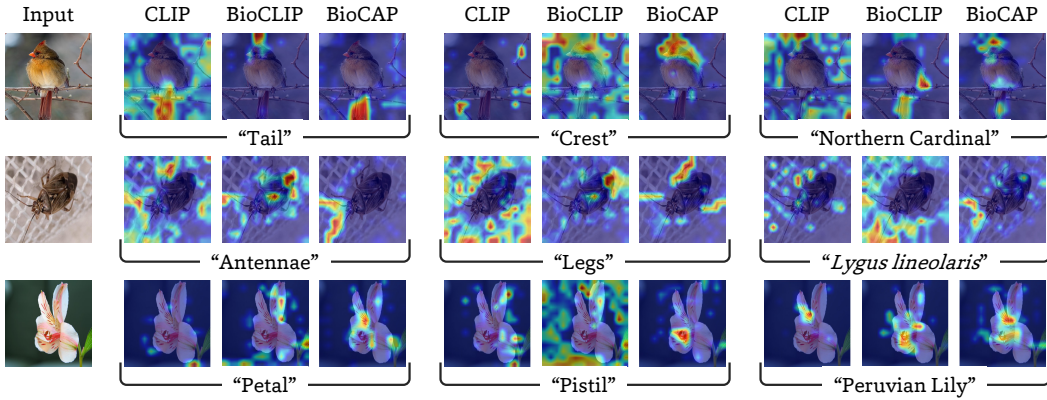 Input CLIP BioCLIP BioCAP CLIP BioCLIP BioCAP CLIP BioCLIP BioCAP
“Tail” “Crest” “Northern Cardinal”
“Antennae” “Legs” “Lygus lineolaris”
“Petal” “Pistil” “Peruvian Lily”